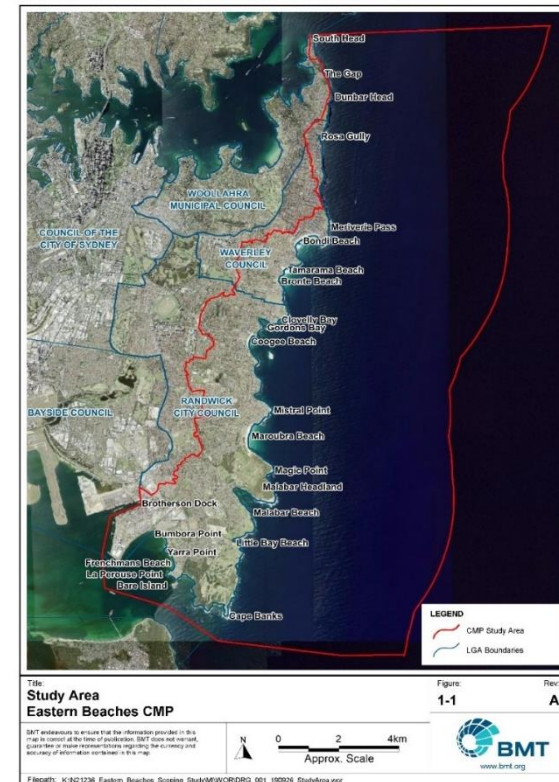 South Head
The Gap
Dunbar Head
Rosa Gully
WOOLLAHRA
MUNICIPAL COUNCIL
COUNCIL OF THE
CITY OF SYDNEY
Meriverie Pass
Bondi Beach
WAVERLEY
COUNCIL
Tamarama Beach
Bronte Beach
Clovelly Bay
Gordons Bay
Coogee Beach
RANDWICK
CITY COUNCIL
BAYSIDE COUNCIL
Mistral Point
Maroubra Beach
Magic Point
Malabar Headland
Brotherson Dock
Malabar Beach
Bumbora Point
Little Bay Beach
Yarra Point
Frenchmans Beach
La Perouse Point
Bare Island
Cape Banks
LEGEND
CMP Study Area
LGA Boundaries
Title:
Study Area
Eastern Beaches CMP
Figure:
1-1
Rev:
A
BMT endeavours to ensure that the information provided in this
map is correct at the time of publication. BMT does not warrant,
guarantee or make representations regarding the currency and
accuracy of information contained in this map.
N
0 2 4km
Approx. Scale
BMT
www.bmt.org
Filepath: K:\N21236_Eastern_Beaches_Scoping_Study\MI\WOR\DRG_001_190926_StudyArea.wor